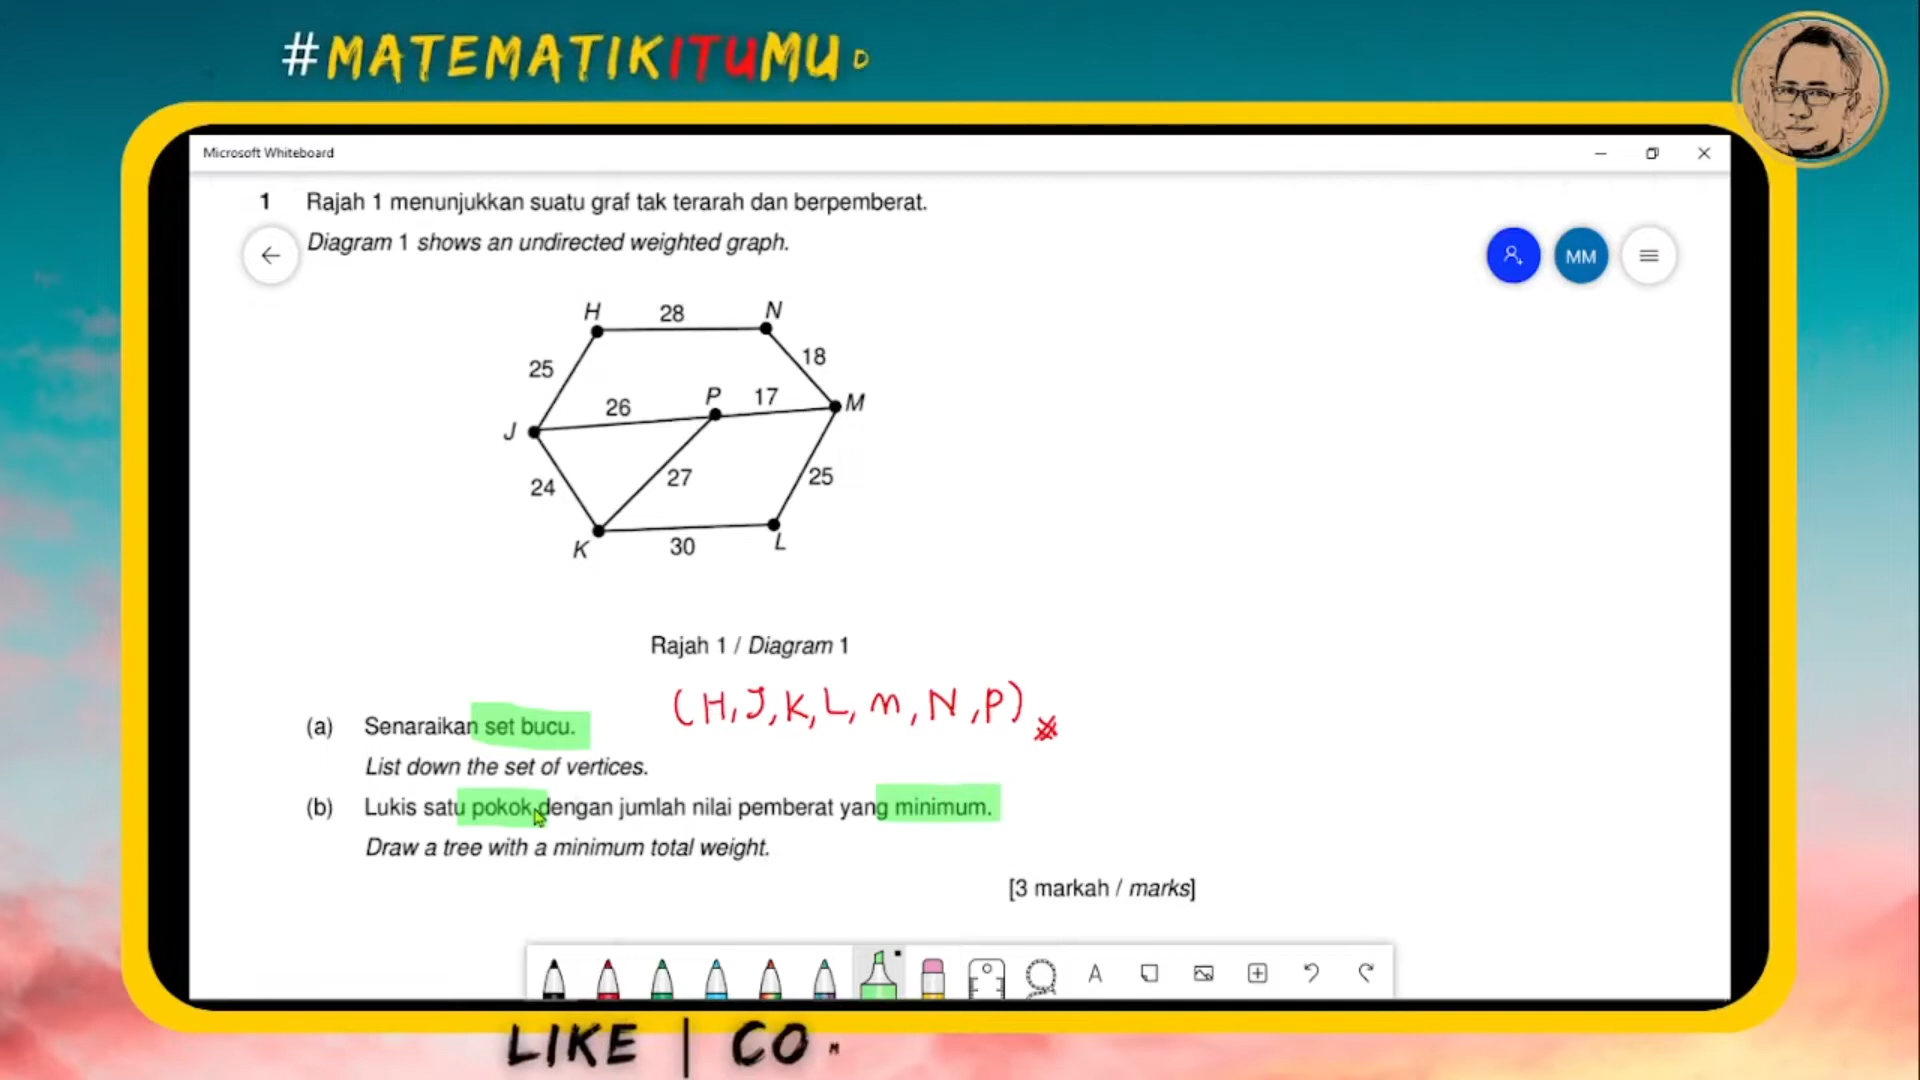 #MATEMATIKITUMU D
Microsoft Whiteboard
1 Rajah 1 menunjukkan suatu graf tak terarah dan berpemberat.
Diagram 1 shows an undirected weighted graph.
MM
H 28 N
25 18
26 P 17 M
J
24 27 25
K 30 L
Rajah 1 / Diagram 1
(H, J, K, L, m, N, P)
(a) Senaraikan set bucu.
List down the set of vertices.
(b) Lukis satu pokok dengan jumlah nilai pemberat yang minimum.
Draw a tree with a minimum total weight.
[3 markah / marks]
A
LIKE | CO M